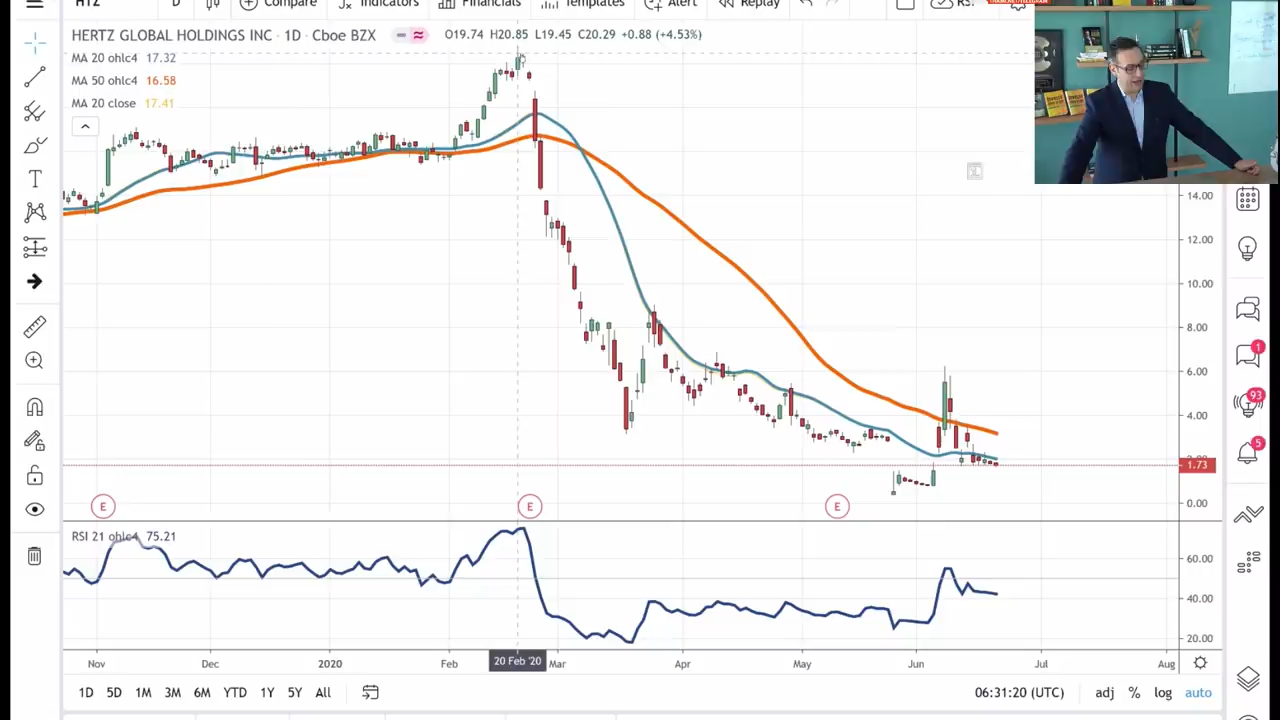 HTZ
D
Compare
Indicators
Financials
Templates
Alert
Replay
HERTZ GLOBAL HOLDINGS INC · 1D · Cboe BZX
O19.74 H20.85 L19.45 C20.29 +0.88 (+4.53%)
MA 20 ohlc4 17.32
MA 50 ohlc4 16.58
MA 20 close 17.41
14.00
12.00
10.00
8.00
6.00
4.00
1.73
0.00
E
E
E
RSI 21 ohlc4 75.21
60.00
40.00
20.00
Nov
Dec
2020
Feb
20 Feb '20
Mar
Apr
May
Jun
Jul
Aug
1D 5D 1M 3M 6M YTD 1Y 5Y All
06:31:20 (UTC)
adj % log auto
1
93
5